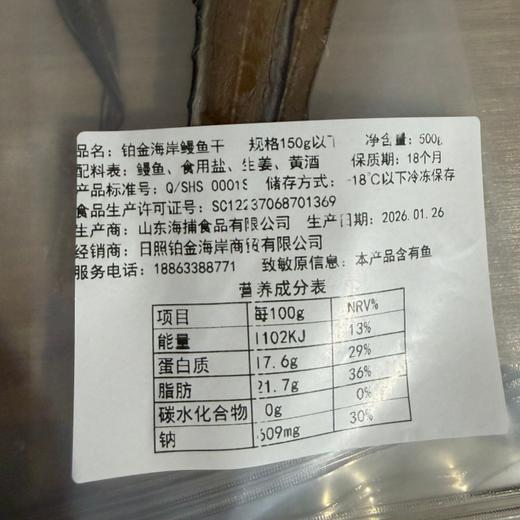 品名：铂金海岸鳗鱼干 规格150g以下 净含量：500g
配料表：鳗鱼、食用盐、生姜、黄酒 保质期：18个月
产品标准号：Q/SHS 0001S 储存方式：-18℃以下冷冻保存
食品生产许可证号：SC12237068701369
生产商：山东海捕食品有限公司 生产日期：2026.01.26
经销商：日照铂金海岸商贸有限公司
服务电话：18863388771 致敏原信息：本产品含有鱼
营养成分表
项目 每100g NRV%
能量 1102KJ 13%
蛋白质 17.6g 29%
脂肪 21.7g 36%
碳水化合物 0g 0%
钠 609mg 30%